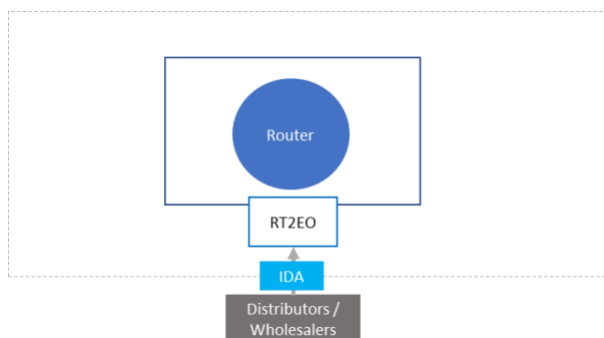 Router
RT2EO
IDA
Distributors /
Wholesalers